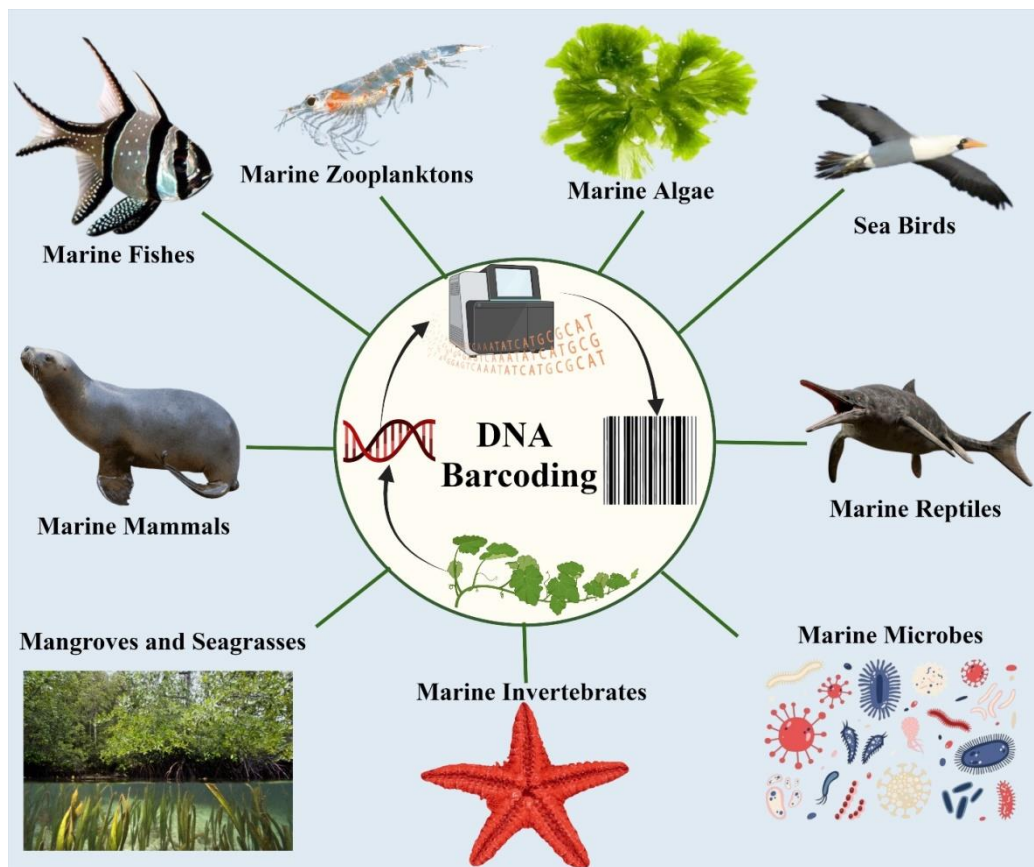 Marine Zooplanktons
Marine Algae
Sea Birds
Marine Fishes
DNA
Barcoding
Marine Mammals
Marine Reptiles
Mangroves and Seagrasses
Marine Microbes
Marine Invertebrates